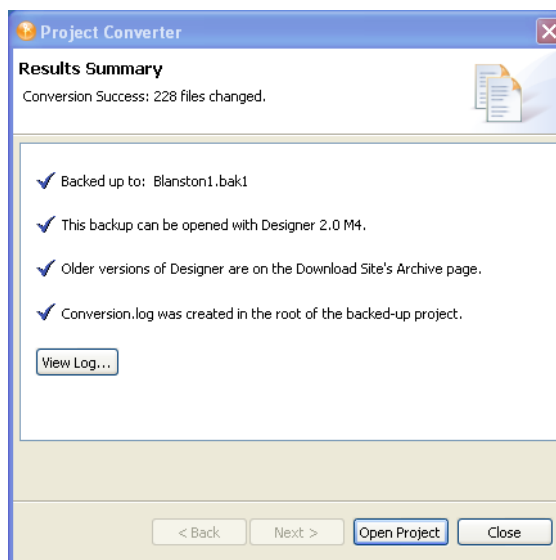 Project Converter
Results Summary
Conversion Success: 228 files changed.
Backed up to: Blanston1.bak1
This backup can be opened with Designer 2.0 M4.
Older versions of Designer are on the Download Site's Archive page.
Conversion.log was created in the root of the backed-up project.
View Log...
< Back Next > Open Project Close